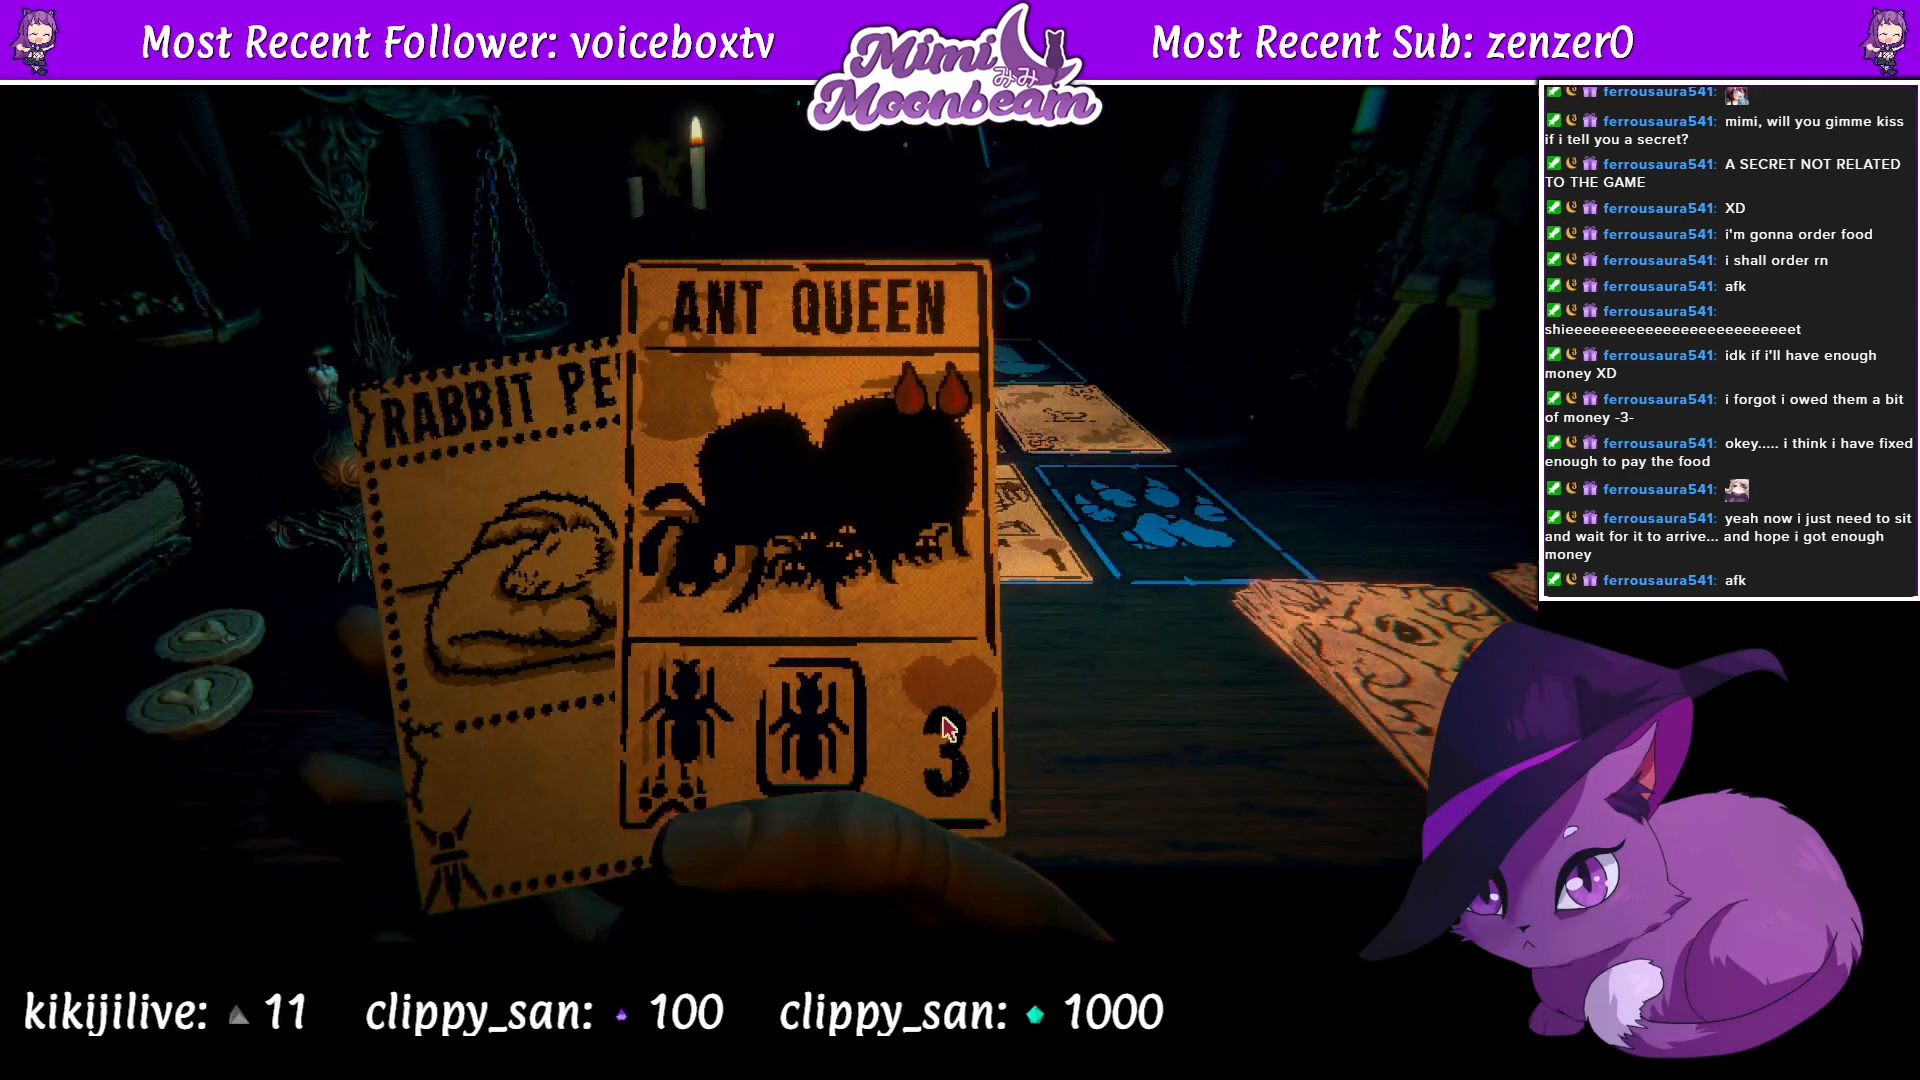 Most Recent Follower: voiceboxtv
Mimi
みみ
Moonbeam
Most Recent Sub: zenzer0
ferrousaura541:
ferrousaura541: mimi, will you gimme kiss
if i tell you a secret?
ferrousaura541: A SECRET NOT RELATED
TO THE GAME
ferrousaura541: XD
ferrousaura541: i'm gonna order food
ferrousaura541: i shall order rn
ferrousaura541: afk
ferrousaura541:
shieeeeeeeeeeeeeeeeeeeeeeeeeet
ferrousaura541: idk if i'll have enough
money XD
ferrousaura541: i forgot i owed them a bit
of money -3-
ferrousaura541: okey..... i think i have fixed
enough to pay the food
ferrousaura541:
ferrousaura541: yeah now i just need to sit
and wait for it to arrive... and hope i got enough
money
ferrousaura541: afk
RABBIT PE
ANT QUEEN
3
kikijilive: 11
clippy_san: 100
clippy_san: 1000